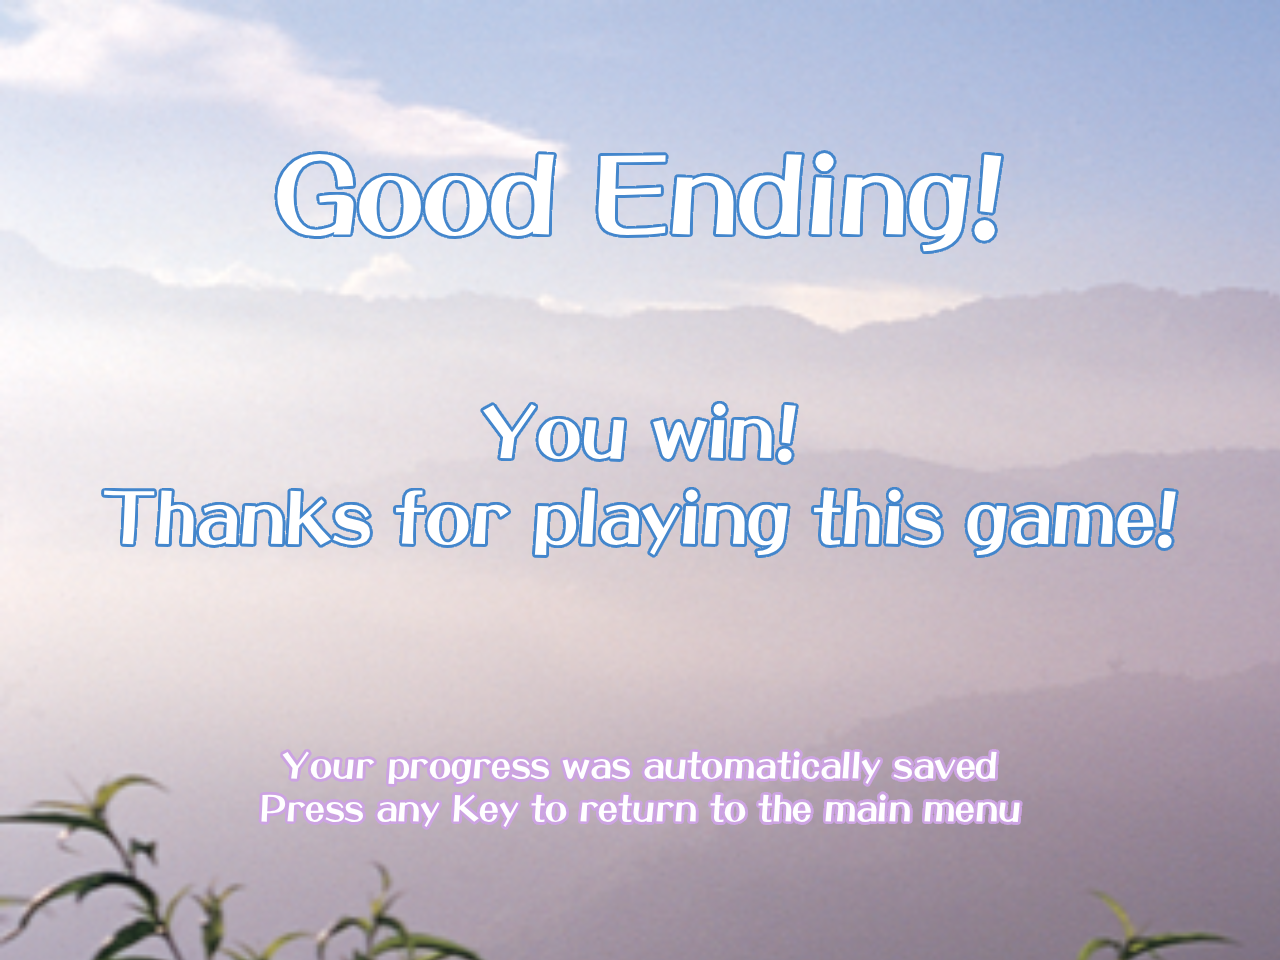 Good Ending!
You win!
Thanks for playing this game!
Your progress was automatically saved
Press any Key to return to the main menu